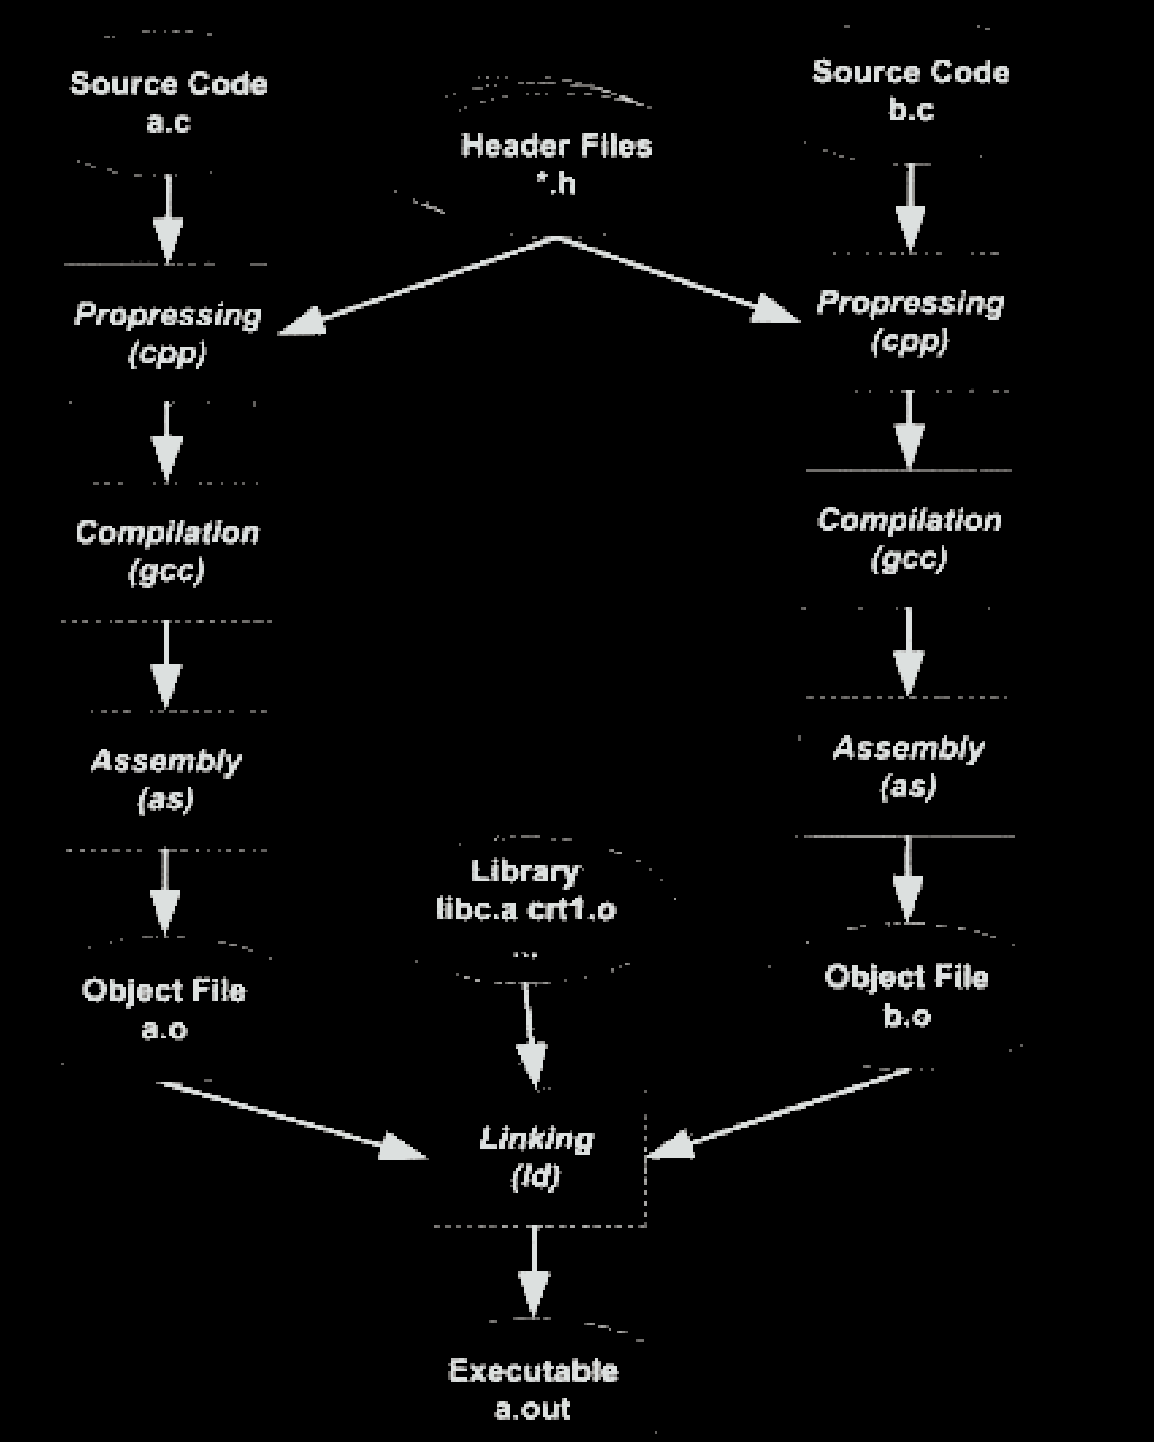 Source Code
a.c
Header Files
*.h
Source Code
b.c
Propressing
(cpp)
Propressing
(cpp)
Compilation
(gcc)
Compilation
(gcc)
Assembly
(as)
Assembly
(as)
Library
libc.a crt1.o
...
Object File
a.o
Object File
b.o
Linking
(ld)
Executable
a.out